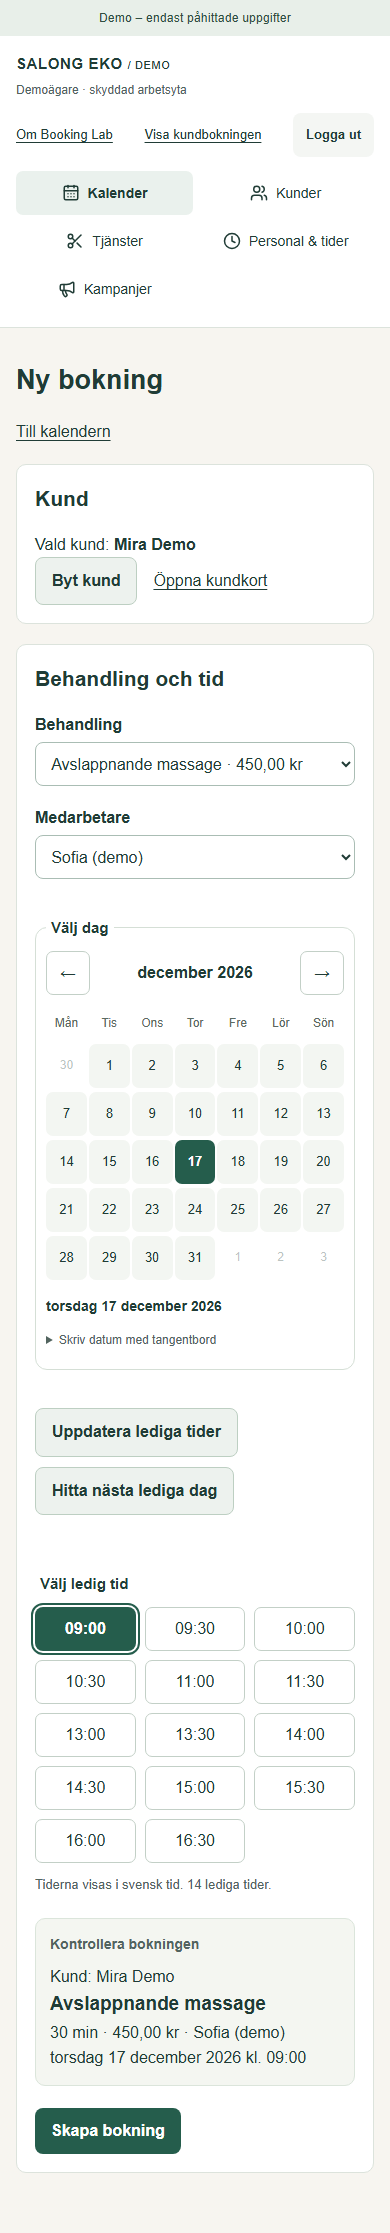 Demo – endast påhittade uppgifter
SALONG EKO / DEMO
Demoägare · skyddad arbetsyta
Om Booking Lab Visa kundbokningen Logga ut
Kalender Kunder
Tjänster Personal & tider
Kampanjer
Ny bokning
Till kalendern
Kund
Vald kund: Mira Demo
Byt kund Öppna kundkort
Behandling och tid
Behandling
Avslappnande massage · 450,00 kr
Medarbetare
Sofia (demo)
Välj dag
← december 2026 →
Mån Tis Ons Tor Fre Lör Sön
30 1 2 3 4 5 6
7 8 9 10 11 12 13
14 15 16 17 18 19 20
21 22 23 24 25 26 27
28 29 30 31 1 2 3
torsdag 17 december 2026
Skriv datum med tangentbord
Uppdatera lediga tider
Hitta nästa lediga dag
Välj ledig tid
09:00 09:30 10:00
10:30 11:00 11:30
13:00 13:30 14:00
14:30 15:00 15:30
16:00 16:30
Tiderna visas i svensk tid. 14 lediga tider.
Kontrollera bokningen
Kund: Mira Demo
Avslappnande massage
30 min · 450,00 kr · Sofia (demo)
torsdag 17 december 2026 kl. 09:00
Skapa bokning